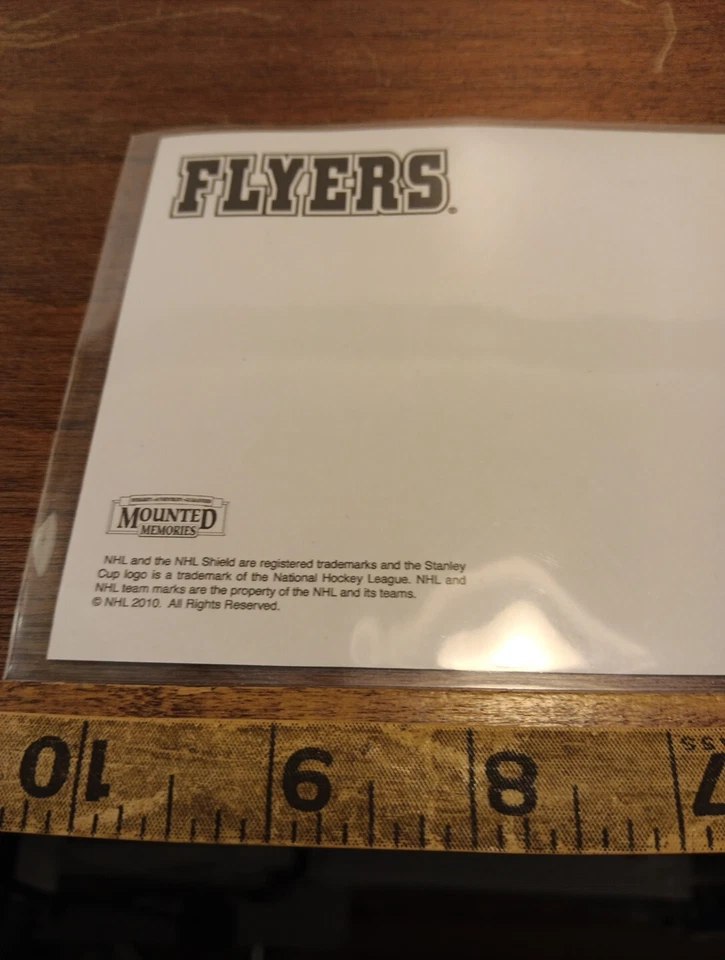 FLYERS®
MOUNTED
MEMORIES
NHL and the NHL Shield are registered trademarks and the Stanley
Cup logo is a trademark of the National Hockey League. NHL and
NHL team marks are the property of the NHL and its teams.
© NHL 2010. All Rights Reserved.
10 9 8 7